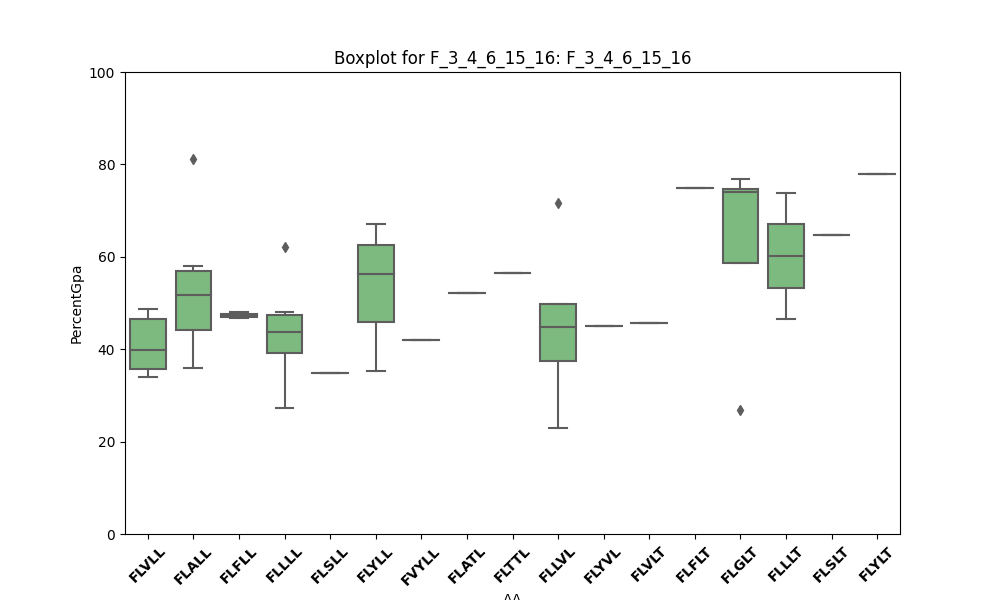 Boxplot for F_3_4_6_15_16: F_3_4_6_15_16
100
80
60
40
20
0
PercentGpa
FLVLL
FLALL
FLFLL
FLLLL
FLSLL
FLYLL
FVYLL
FLATL
FLTTL
FLLVL
FLYVL
FLVLT
FLFLT
FLGLT
FLLLT
FLSLT
FLYLT
AA